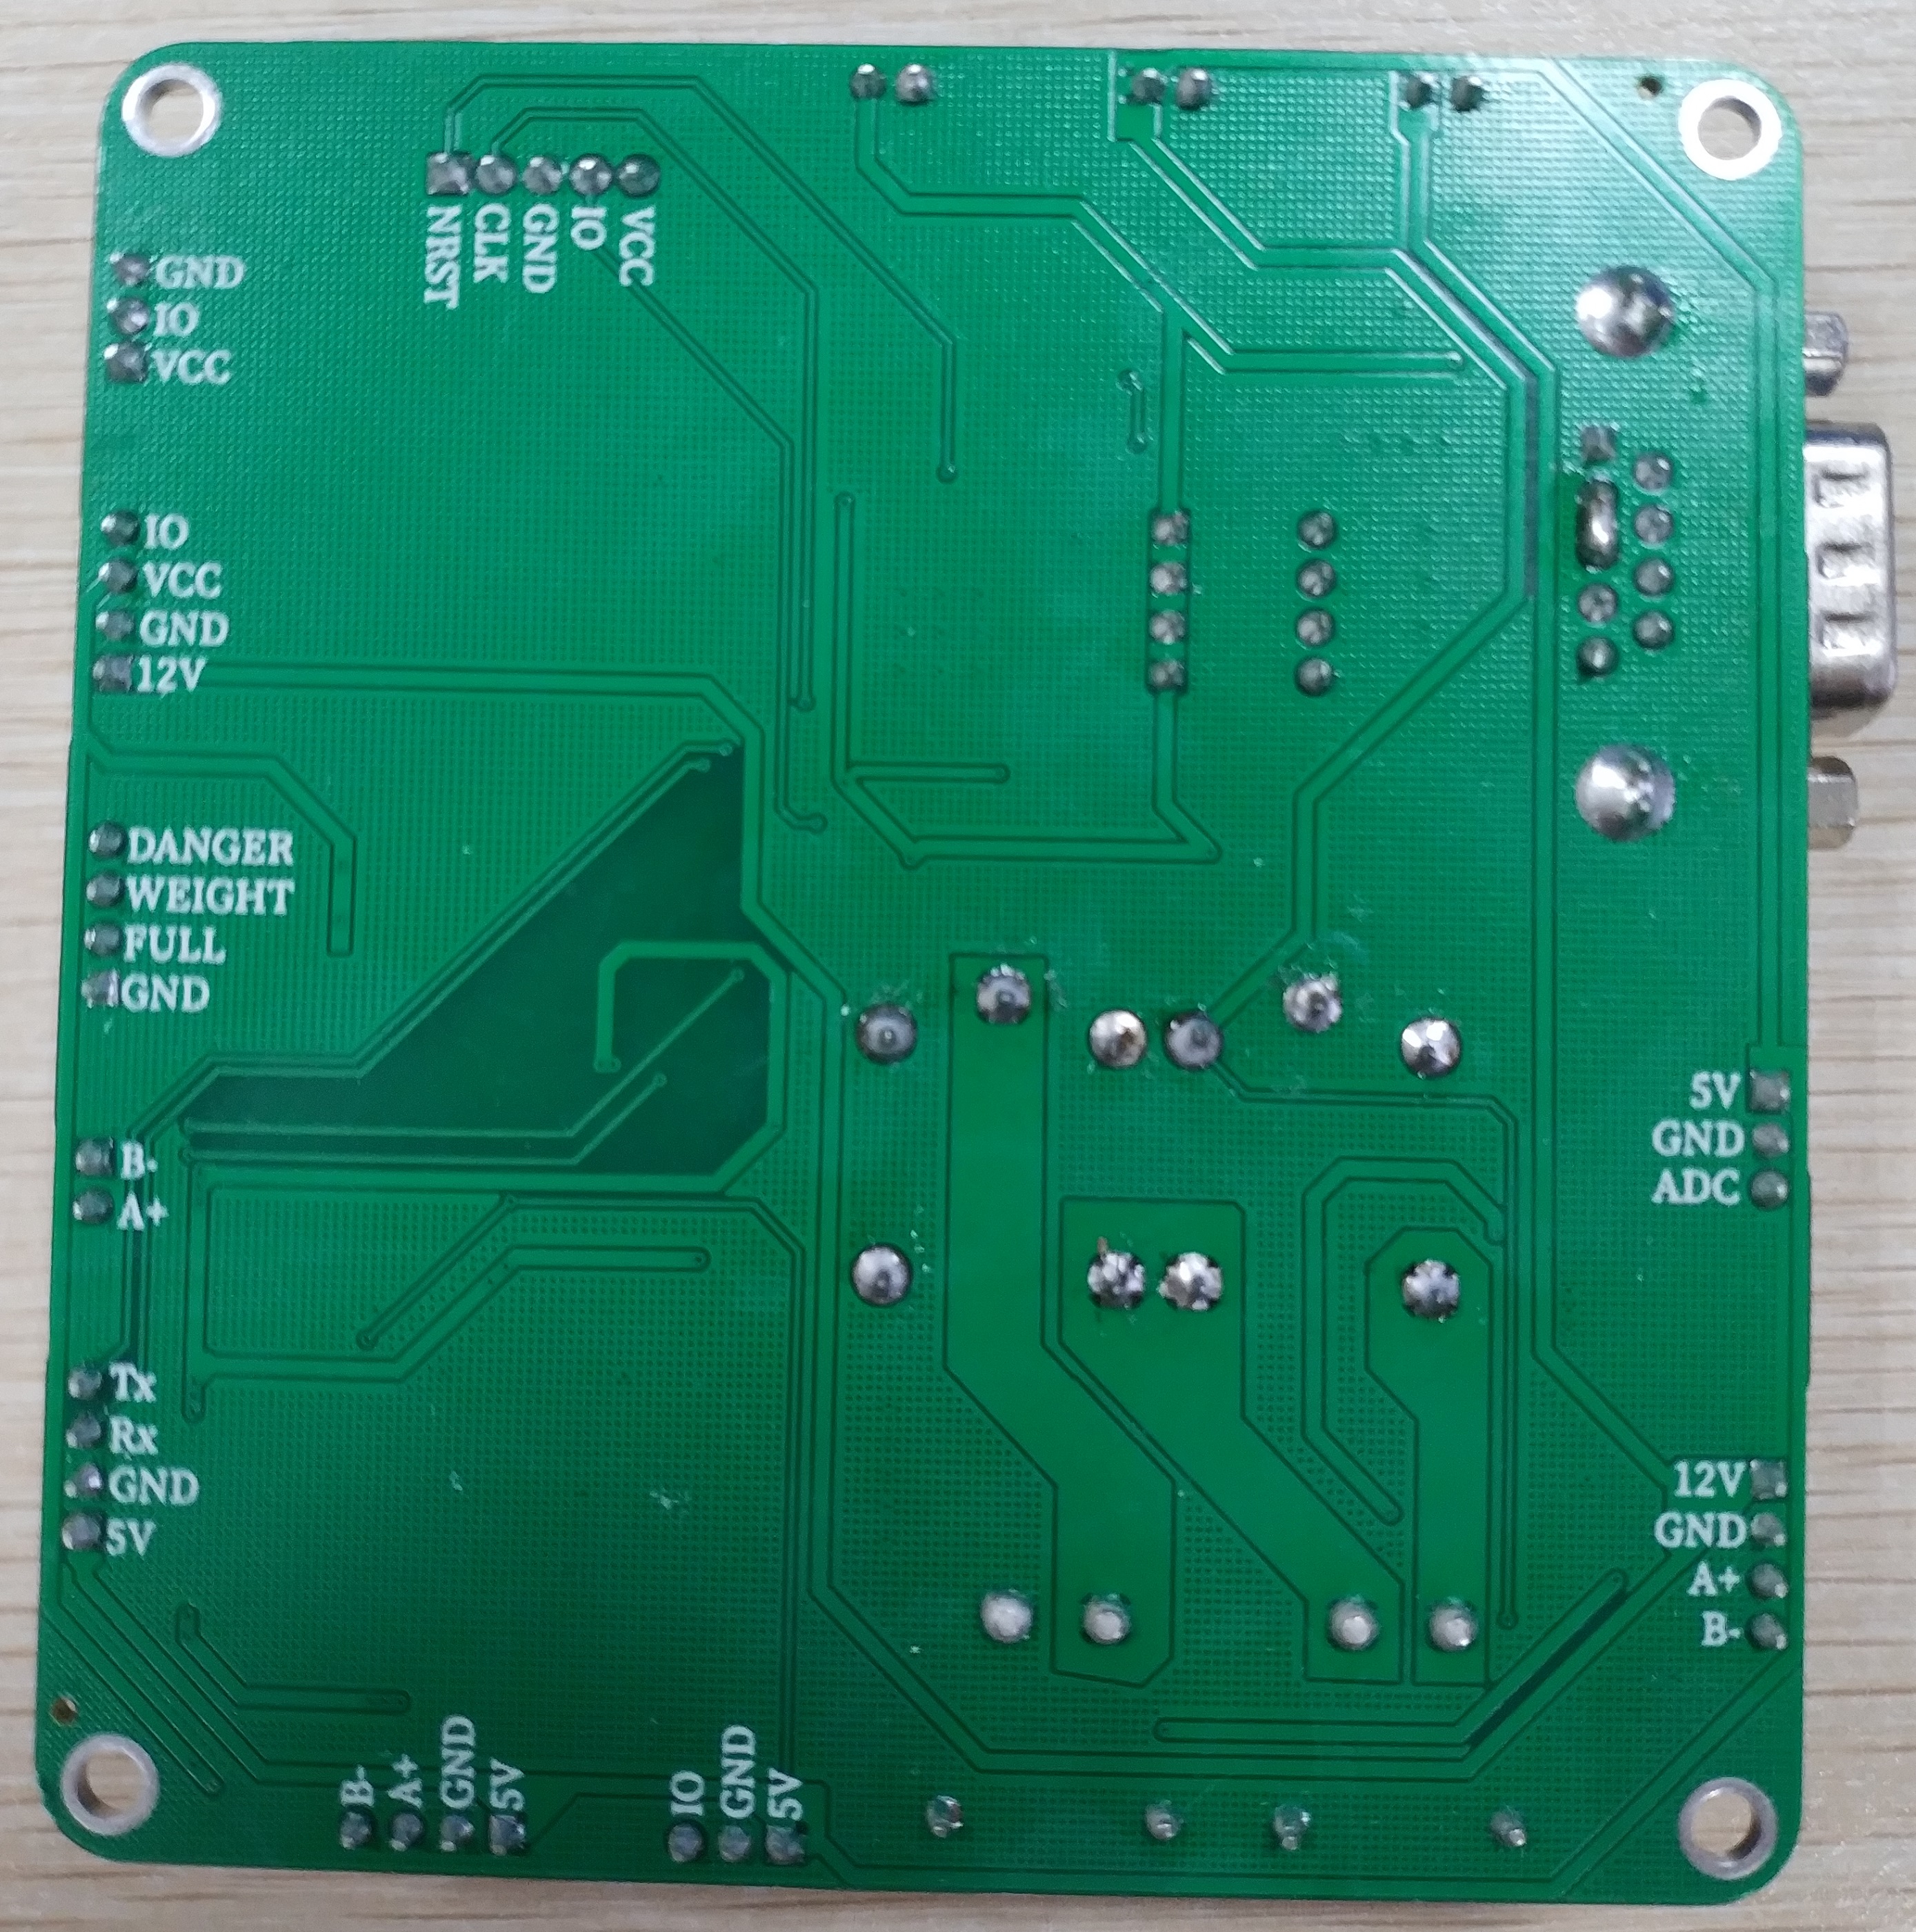 NRST
CLK
GND
IO
VCC
GND
IO
VCC
IO
VCC
GND
12V
DANGER
WEIGHT
FULL
GND
B-
A+
Tx
Rx
GND
5V
B-
A+
GND
5V
IO
GND
5V
5V
GND
ADC
12V
GND
A+
B-